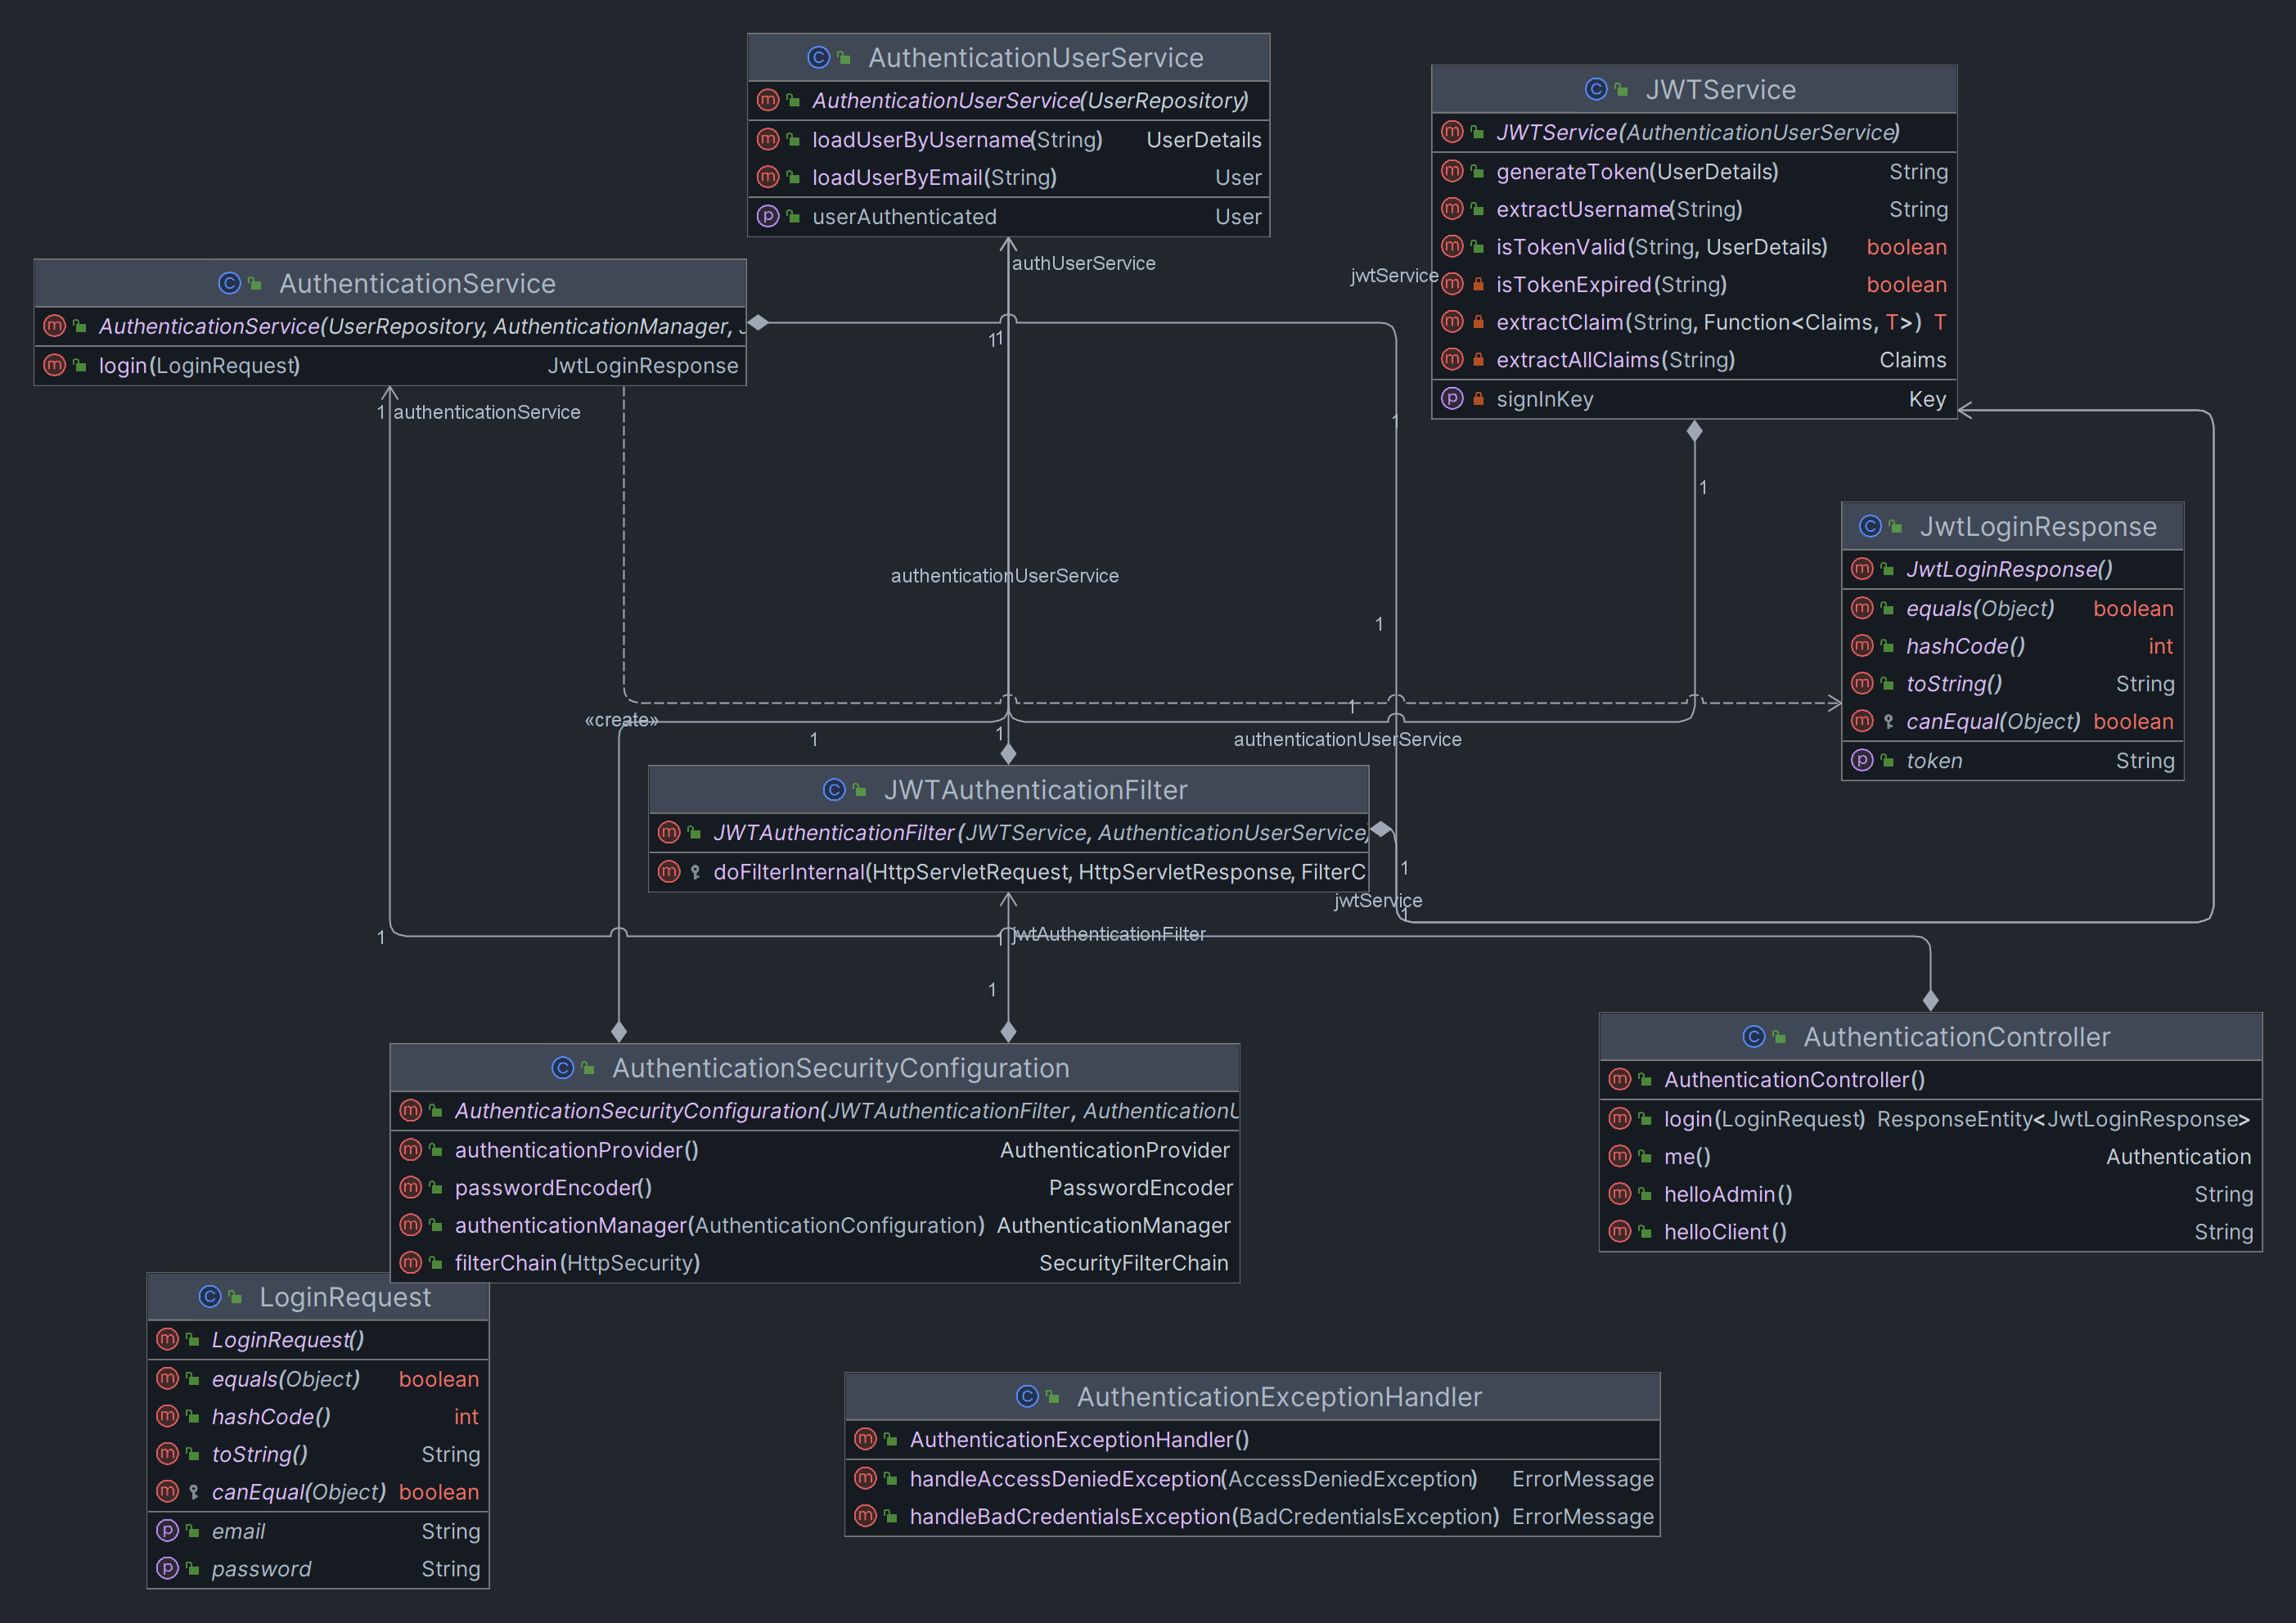 AuthenticationUserService
AuthenticationUserService(UserRepository)
loadUserByUsername(String) UserDetails
loadUserByEmail(String) User
userAuthenticated User
JWTService
JWTService(AuthenticationUserService)
generateToken(UserDetails) String
extractUsername(String) String
isTokenValid(String, UserDetails) boolean
isTokenExpired(String) boolean
extractClaim(String, Function<Claims, T>) T
extractAllClaims(String) Claims
signInKey Key
AuthenticationService
AuthenticationService(UserRepository, AuthenticationManager, J
login(LoginRequest) JwtLoginResponse
authUserService
jwtService
1
1
1
1 authenticationService
1
1
JwtLoginResponse
JwtLoginResponse()
equals(Object) boolean
hashCode() int
toString() String
canEqual(Object) boolean
token String
authenticationUserService
1
1
«create»
1
1
authenticationUserService
JWTAuthenticationFilter
JWTAuthenticationFilter(JWTService, AuthenticationUserService)
doFilterInternal(HttpServletRequest, HttpServletResponse, FilterC
1
jwtService
1
1
1
jwtAuthenticationFilter
1
AuthenticationSecurityConfiguration
AuthenticationSecurityConfiguration(JWTAuthenticationFilter, AuthenticationU
authenticationProvider() AuthenticationProvider
passwordEncoder() PasswordEncoder
authenticationManager(AuthenticationConfiguration) AuthenticationManager
filterChain(HttpSecurity) SecurityFilterChain
AuthenticationController
AuthenticationController()
login(LoginRequest) ResponseEntity<JwtLoginResponse>
me() Authentication
helloAdmin() String
helloClient() String
LoginRequest
LoginRequest()
equals(Object) boolean
hashCode() int
toString() String
canEqual(Object) boolean
email String
password String
AuthenticationExceptionHandler
AuthenticationExceptionHandler()
handleAccessDeniedException(AccessDeniedException) ErrorMessage
handleBadCredentialsException(BadCredentialsException) ErrorMessage